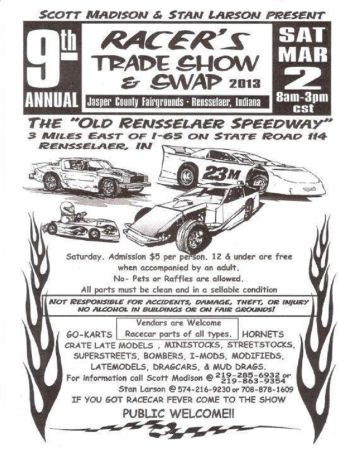 SCOTT MADISON & STAN LARSON PRESENT
9th
ANNUAL
RACER'S
TRADE SHOW
& SWAP 2013
Jasper County Fairgrounds • Rensselaer, Indiana
SAT
MAR
2
8am-3pm
CST
THE "OLD RENSSELAER SPEEDWAY"
3 MILES EAST OF I-65 ON STATE ROAD 114
RENSSELAER, IN
23M
Saturday. Admission $5 per person. 12 & under are free
when accompanied by an adult.
No- Pets or Raffles are allowed.
All parts must be clean and in a sellable condition
NOT RESPONSIBLE FOR ACCIDENTS, DAMAGE, THEFT, OR INJURY
NO ALCOHOL IN BUILDINGS OR ON FAIR GROUNDS!
Vendors are Welcome
Racecar parts of all types.
GO-KARTS
HORNETS
CRATE LATE MODELS , MINISTOCKS, STREETSTOCKS,
SUPERSTREETS, BOMBERS, I-MODS, MODIFIEDS,
LATEMODELS, DRAGCARS, & MUD DRAGS.
For information call Scott Madison @ 219-285-6932 or
219-863-9354
Stan Larson @ 574-216-9230 or 708-878-1609
IF YOU GOT RACECAR FEVER COME TO THE SHOW
PUBLIC WELCOME!!